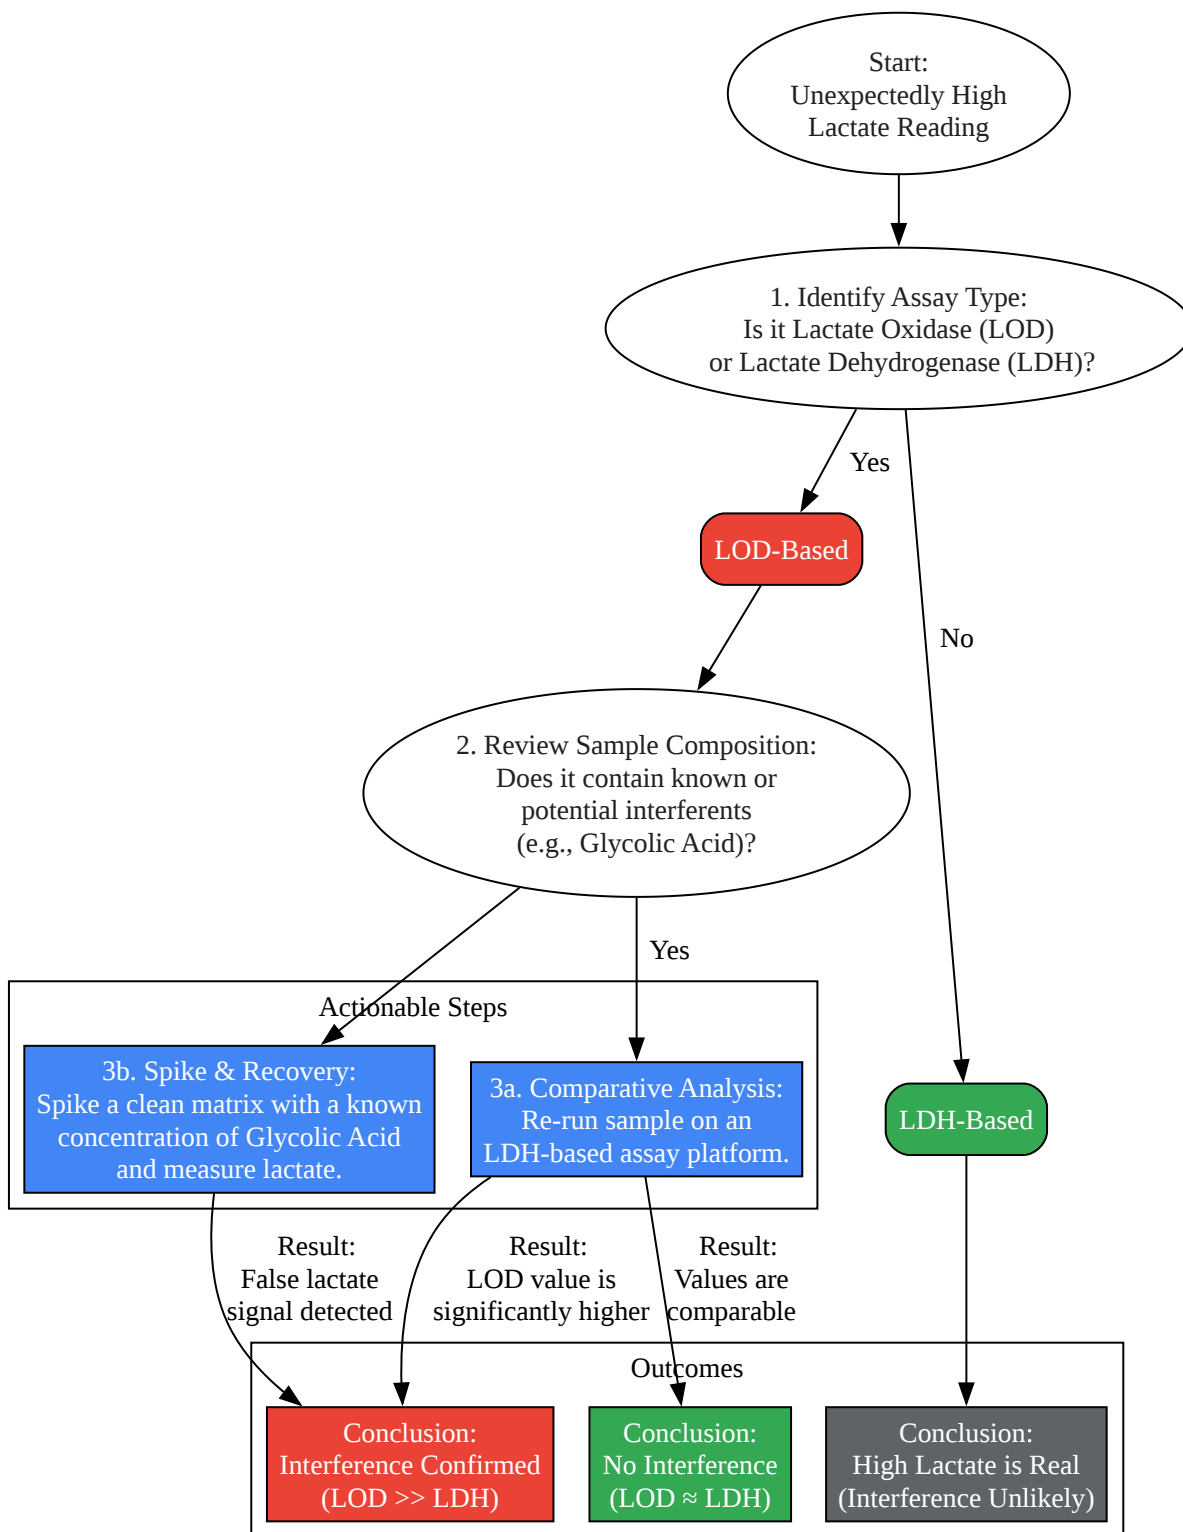 Start:
Unexpectedly High
Lactate Reading
1. Identify Assay Type:
Is it Lactate Oxidase (LOD)
or Lactate Dehydrogenase (LDH)?
Yes
LOD-Based
No
2. Review Sample Composition:
Does it contain known or
potential interferents
(e.g., Glycolic Acid)?
Yes
Actionable Steps
3b. Spike & Recovery:
Spike a clean matrix with a known
concentration of Glycolic Acid
and measure lactate.
3a. Comparative Analysis:
Re-run sample on an
LDH-based assay platform.
LDH-Based
Result:
False lactate
signal detected
Result:
LOD value is
significantly higher
Result:
Values are
comparable
Outcomes
Conclusion:
Interference Confirmed
(LOD >> LDH)
Conclusion:
No Interference
(LOD ≈ LDH)
Conclusion:
High Lactate is Real
(Interference Unlikely)